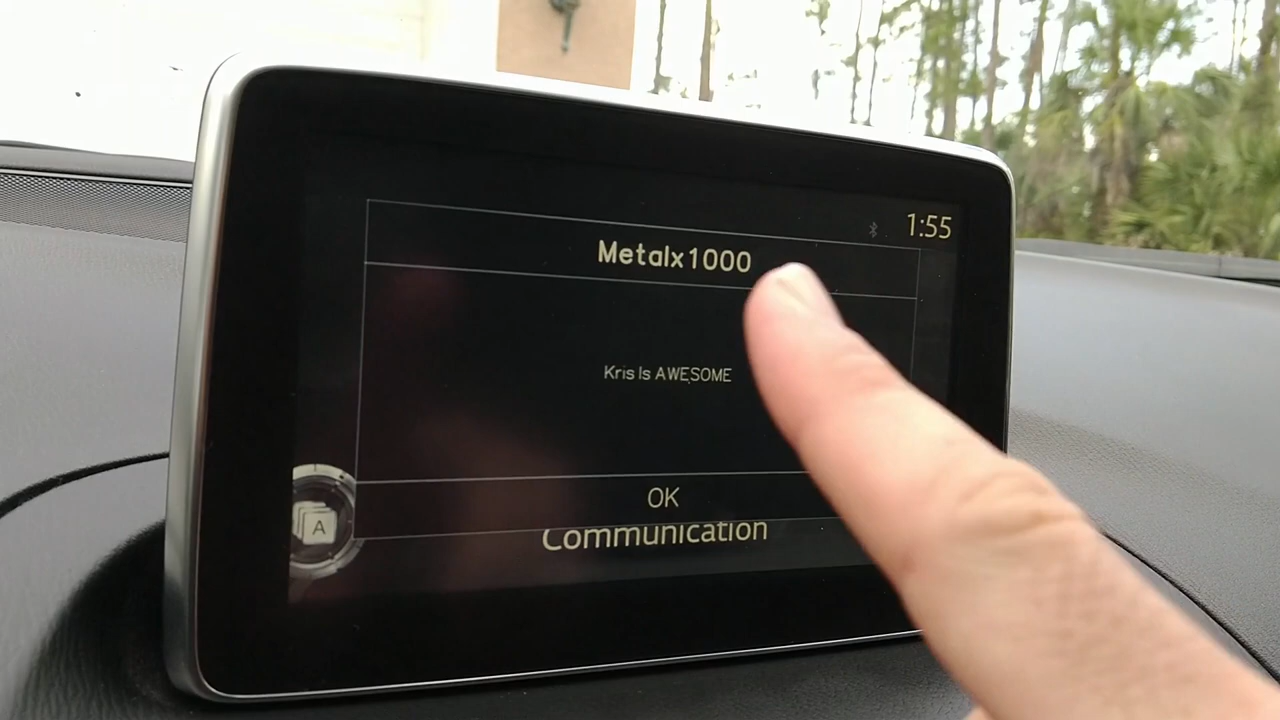 1:55
Metalx1000
Kris Is AWESOME
OK
A
Communication